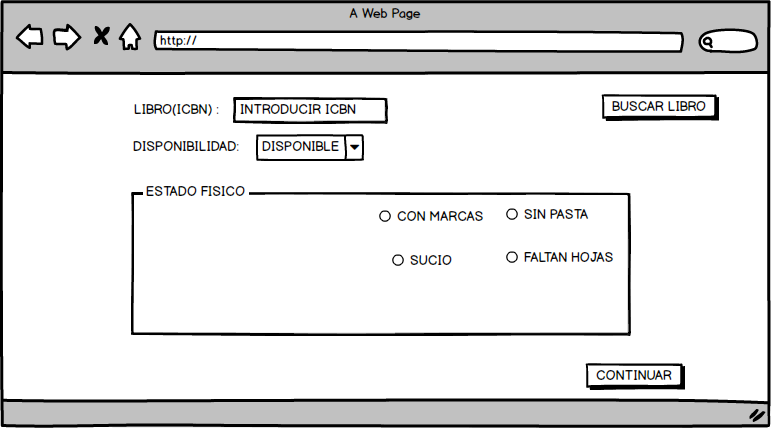 A Web Page
http://
LIBRO(ICBN) : INTRODUCIR ICBN BUSCAR LIBRO
DISPONIBILIDAD: DISPONIBLE
ESTADO FISICO
CON MARCAS SIN PASTA
SUCIO FALTAN HOJAS
CONTINUAR